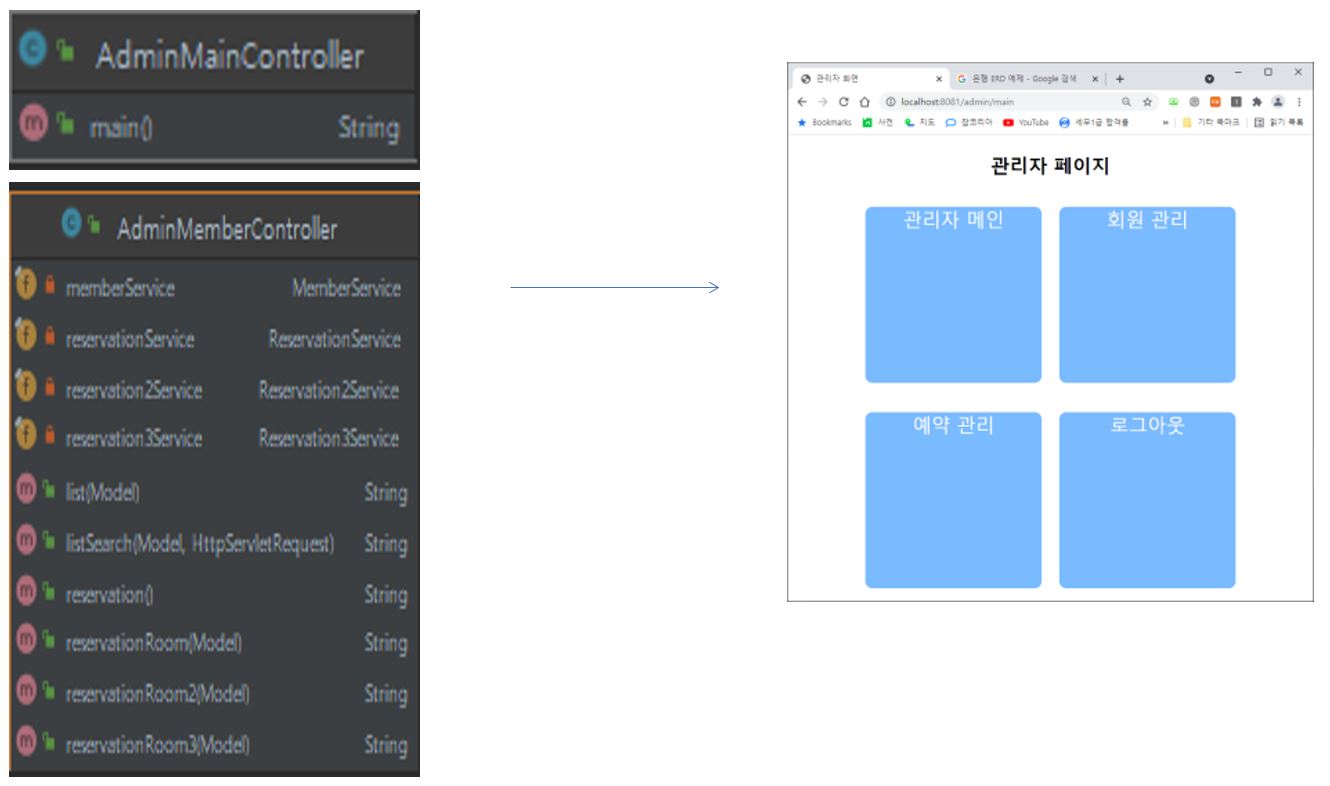 AdminMainController
main() String
AdminMemberController
memberService MemberService
reservationService ReservationService
reservation2Service Reservation2Service
reservation3Service Reservation3Service
list(Model) String
listSearch(Model, HttpServletRequest) String
reservation() String
reservationRoom(Model) String
reservationRoom2(Model) String
reservationRoom3(Model) String
관리자 화면 은행 ERD 예제 - Google 검색
localhost:8081/admin/main
Bookmarks 사전 지도 잡코리아 YouTube 세무1급 합격률 » 기타 북마크 읽기 목록
관리자 페이지
관리자 메인 회원 관리
예약 관리 로그아웃